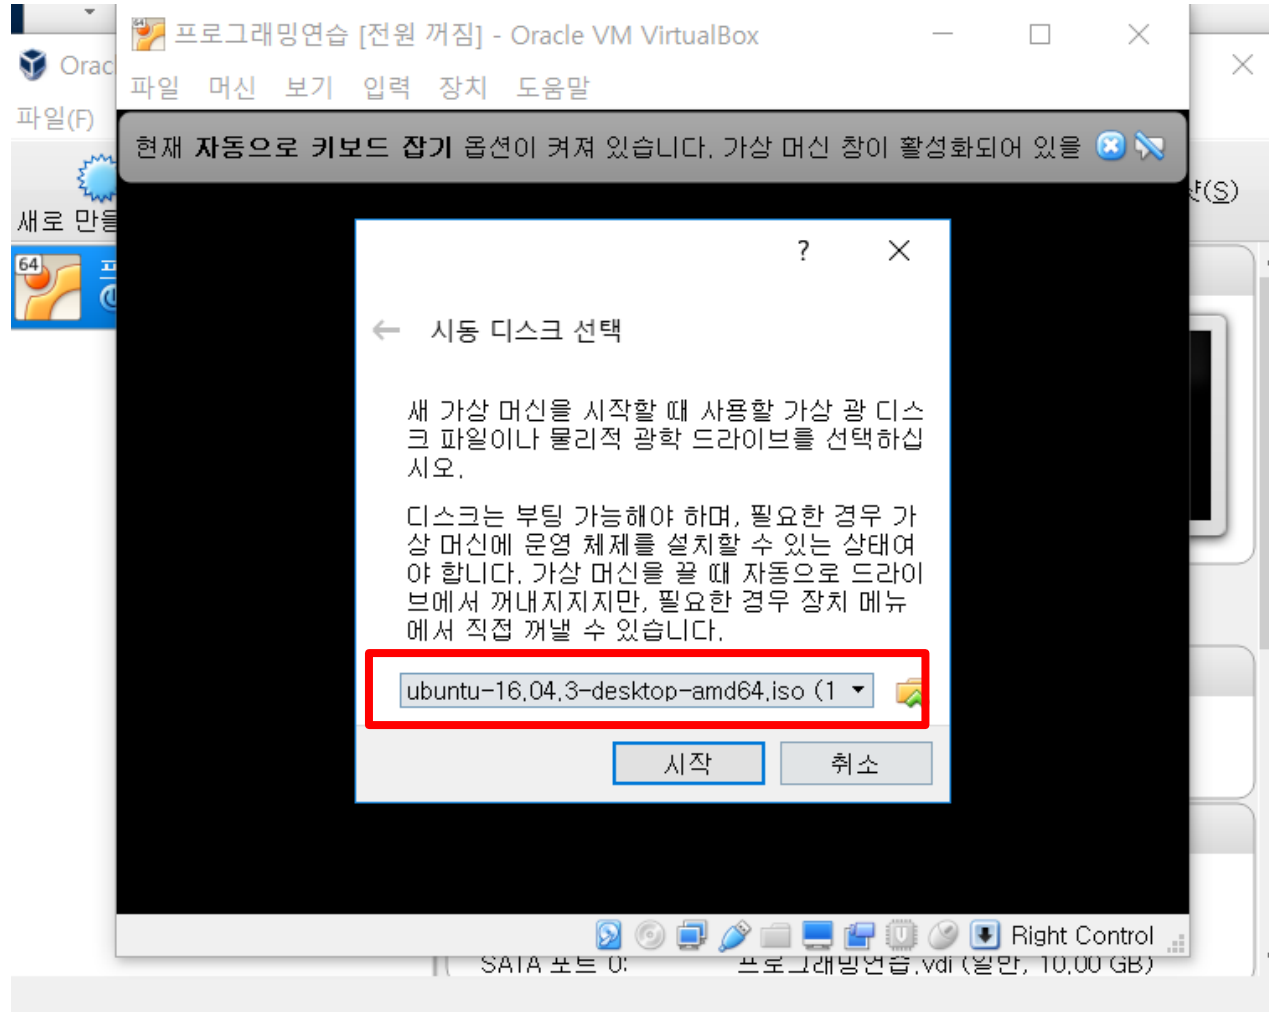 프로그래밍연습 [전원 꺼짐] - Oracle VM VirtualBox
Orac
파일 머신 보기 입력 장치 도움말
파일(F)
현재 자동으로 키보드 잡기 옵션이 켜져 있습니다. 가상 머신 창이 활성화되어 있을
(S)
새로 만들
64
?
← 시동 디스크 선택
새 가상 머신을 시작할 때 사용할 가상 광 디스
크 파일이나 물리적 광학 드라이브를 선택하십
시오.
디스크는 부팅 가능해야 하며, 필요한 경우 가
상 머신에 운영 체제를 설치할 수 있는 상태여
야 합니다. 가상 머신을 끌 때 자동으로 드라이
브에서 꺼내지지지만, 필요한 경우 장치 메뉴
에서 직접 꺼낼 수 있습니다.
ubuntu-16.04.3-desktop-amd64.iso (1
시작 취소
Right Control
SATA 포트 0: 프로그래밍연습.vdi (일반, 10.00 GB)